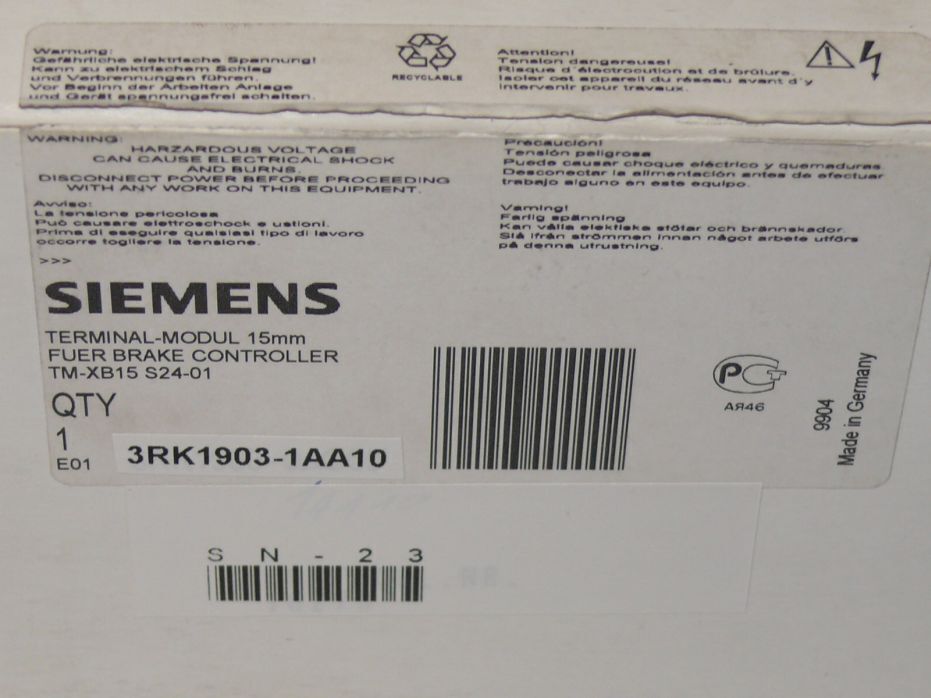 Warnung:
Gefährliche elektrische Spannung!
Kann zu elektrischem Schlag
und Verbrennungen führen.
Vor Beginn der Arbeiten Anlage
und Gerät spannungsfrei schalten.
RECYCLABLE
Attention!
Tension dangereuse!
Risque d'électrocution et de brûlure.
Isoler cet appareil du réseau avant d'y
intervenir pour travaux.
WARNING:
HARZARDOUS VOLTAGE
CAN CAUSE ELECTRICAL SHOCK
AND BURNS.
DISCONNECT POWER BEFORE PROCEEDING
WITH ANY WORK ON THIS EQUIPMENT.
Avviso:
La tensione pericolosa
Può causare elettroshock e ustioni.
Prima di eseguire qualsiasi tipo di lavoro
occorre togliere la tensione.
>>>
Precaución!
Tensión peligrosa
Puede causar choque eléctrico y quemaduras.
Desconectar la alimentación antes de efectuar
trabajo alguno en este equipo.
Varning!
Farlig spänning
Kan vålla elektiska stötar och brännskador.
Slå ifrån strömmen innan något arbete utförs
på denna utrustning.
SIEMENS
TERMINAL-MODUL 15mm
FUER BRAKE CONTROLLER
TM-XB15 S24-01
QTY
1
E01
3RK1903-1AA10
АЯ46
9904
Made in Germany
SN-23